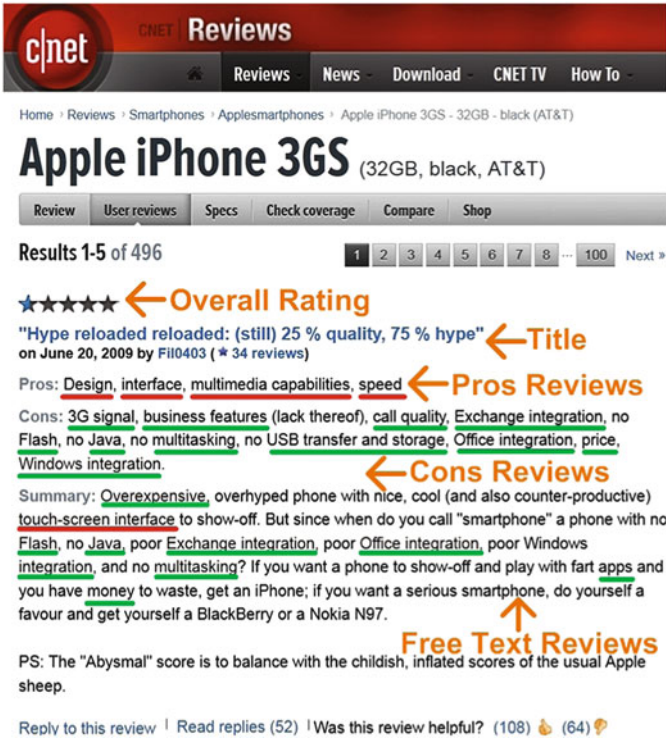 c|net CNET Reviews
Reviews News Download CNET TV How To
Home › Reviews › Smartphones › Applesmartphones › Apple iPhone 3GS - 32GB - black (AT&T)
Apple iPhone 3GS (32GB, black, AT&T)
Review User reviews Specs Check coverage Compare Shop
Results 1-5 of 496 1 2 3 4 5 6 7 8 ... 100 Next »
Overall Rating
"Hype reloaded reloaded: (still) 25 % quality, 75 % hype" Title
on June 20, 2009 by Fil0403 ( 34 reviews)
Pros: Design, interface, multimedia capabilities, speed Pros Reviews
Cons: 3G signal, business features (lack thereof), call quality, Exchange integration, no
Flash, no Java, no multitasking, no USB transfer and storage, Office integration, price,
Windows integration.
Cons Reviews
Summary: Overexpensive, overhyped phone with nice, cool (and also counter-productive)
touch-screen interface to show-off. But since when do you call "smartphone" a phone with no
Flash, no Java, poor Exchange integration, poor Office integration, poor Windows
integration, and no multitasking? If you want a phone to show-off and play with fart apps and
you have money to waste, get an iPhone; if you want a serious smartphone, do yourself a
favour and get yourself a BlackBerry or a Nokia N97.
Free Text Reviews
PS: The "Abysmal" score is to balance with the childish, inflated scores of the usual Apple
sheep.
Reply to this review | Read replies (52) | Was this review helpful? (108) (64)